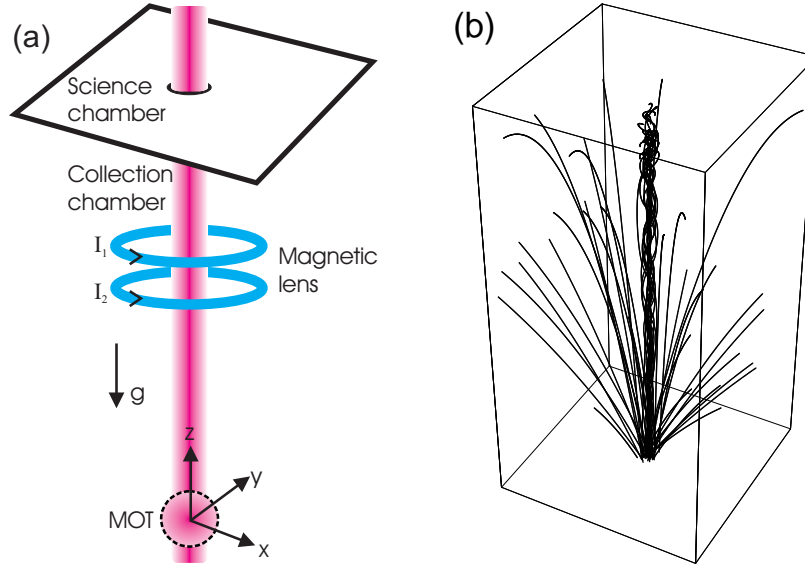 (a)
Science
chamber
Collection
chamber
I₁
I₂
Magnetic
lens
g
z
y
MOT
x
(b)